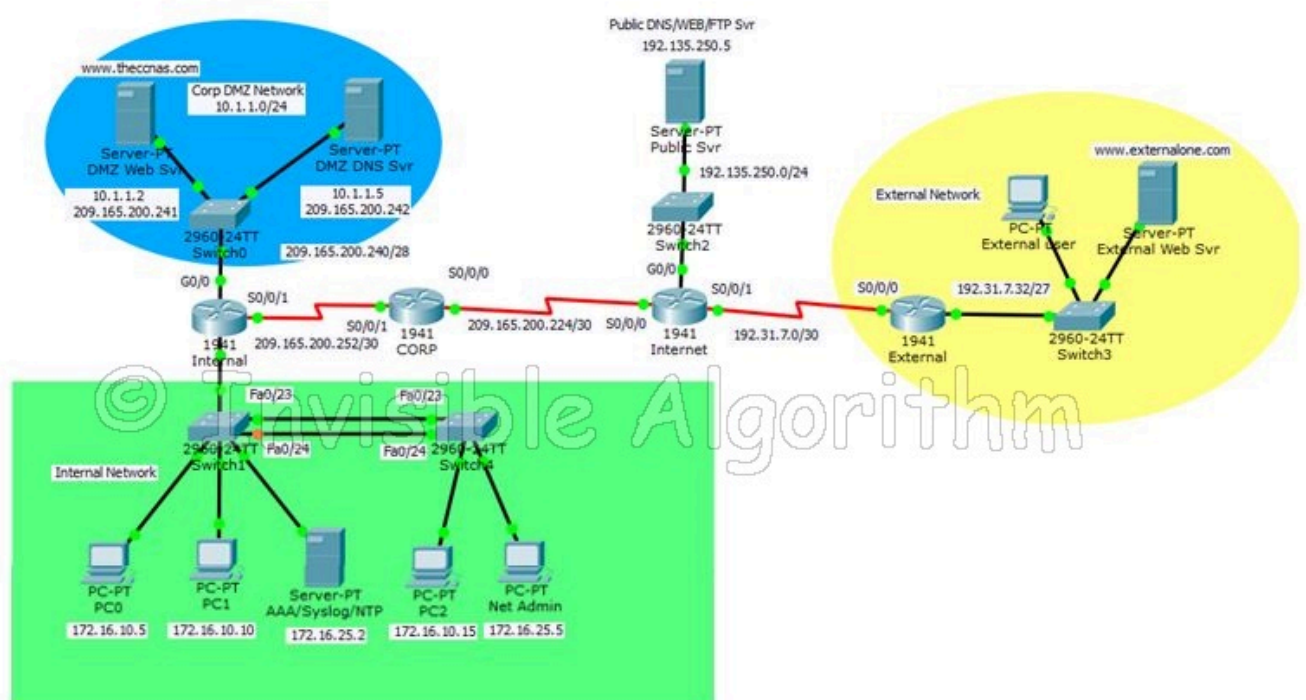 Public DNS/WEB/FTP Svr
192.135.250.5
Server-PT
Public Svr
192.135.250.0/24
2960-24TT
Switch2
G0/0
www.theccnas.com
Corp DMZ Network
10.1.1.0/24
Server-PT
DMZ Web Svr
Server-PT
DMZ DNS Svr
10.1.1.2
209.165.200.241
10.1.1.5
209.165.200.242
2960-24TT
Switch0
209.165.200.240/28
G0/0
S0/0/1
1941
Internal
209.165.200.252/30
S0/0/1
S0/0/0
1941
CORP
209.165.200.224/30
S0/0/0
S0/0/1
1941
Internet
192.31.7.0/30
www.externalone.com
External Network
PC-PT
External user
Server-PT
External Web Svr
192.31.7.32/27
S0/0/0
1941
External
2960-24TT
Switch3
© Invisible Algorithm
Fa0/23
Fa0/23
2960-24TT
Switch1
Fa0/24
Fa0/24
2960-24TT
Switch4
Internal Network
PC-PT
PC0
172.16.10.5
PC-PT
PC1
172.16.10.10
Server-PT
AAA/Syslog/NTP
172.16.25.2
PC-PT
PC2
172.16.10.15
PC-PT
Net Admin
172.16.25.5